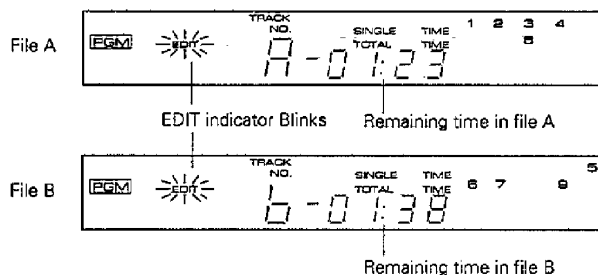 File A
PGM
EDIT
TRACK
NO.
SINGLE TIME
TOTAL TIME
A-01:23
1 2 3 4
8
EDIT indicator Blinks
Remaining time in file A
File B
PGM
EDIT
TRACK
NO.
SINGLE TIME
TOTAL TIME
b-01:38
5
6 7 9
Remaining time in file B